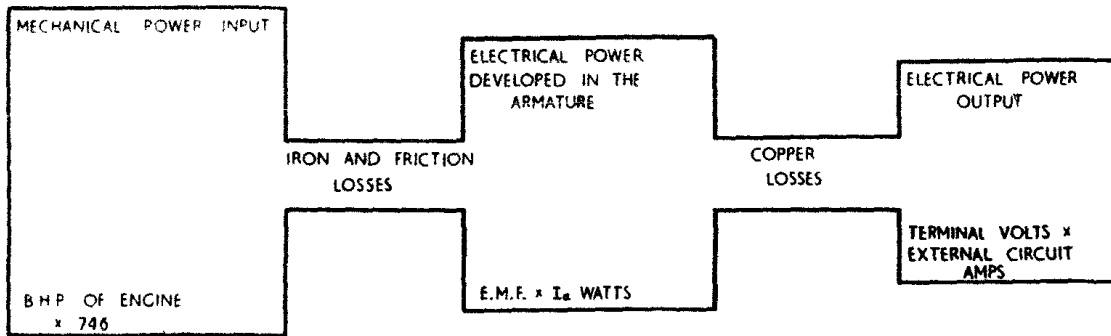 MECHANICAL POWER INPUT
B H P OF ENGINE
× 746
IRON AND FRICTION
LOSSES
ELECTRICAL POWER
DEVELOPED IN THE
ARMATURE
E.M.F. × Ia WATTS
COPPER
LOSSES
ELECTRICAL POWER
OUTPUT
TERMINAL VOLTS ×
EXTERNAL CIRCUIT
AMPS